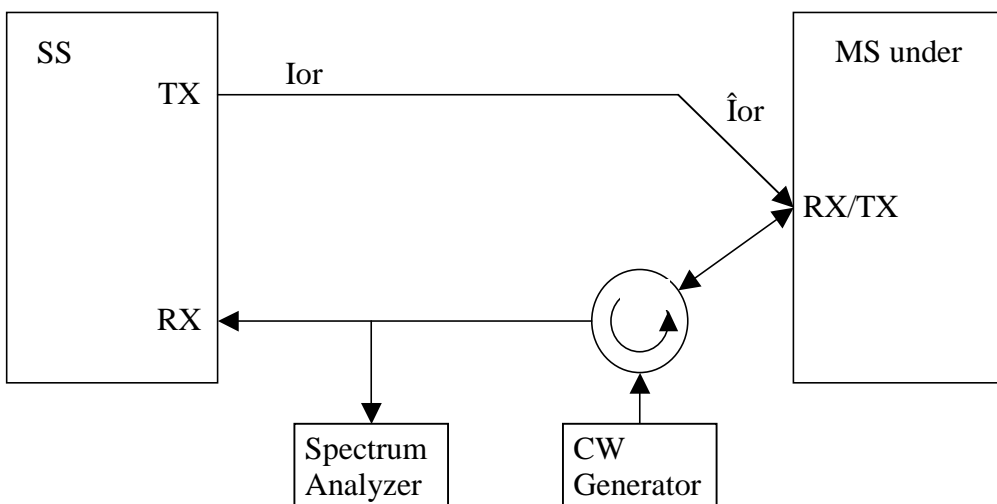 SS
MS under
TX
Ior
Îor
RX/TX
RX
Spectrum
Analyzer
CW
Generator